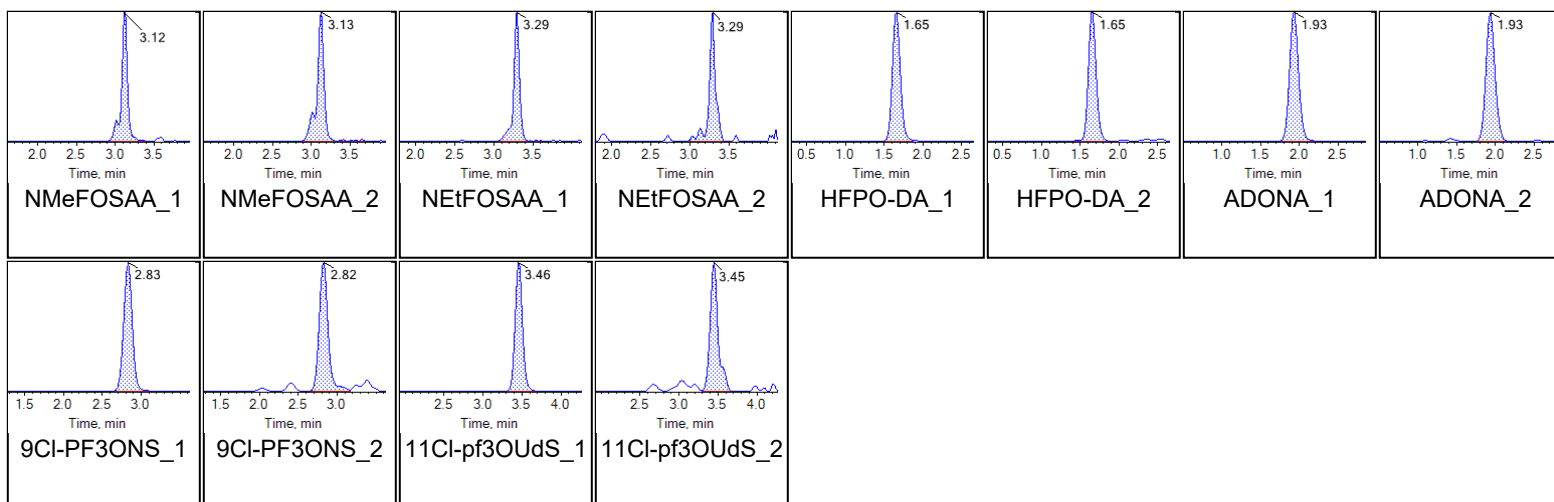 3.12
3.13
3.29
3.29
1.65
1.65
1.93
1.93
2.0 2.5 3.0 3.5
2.0 2.5 3.0 3.5
2.0 2.5 3.0 3.5
2.0 2.5 3.0 3.5
0.5 1.0 1.5 2.0 2.5
0.5 1.0 1.5 2.0 2.5
1.0 1.5 2.0 2.5
1.0 1.5 2.0 2.5
Time, min
Time, min
Time, min
Time, min
Time, min
Time, min
Time, min
Time, min
NMeFOSAA_1
NMeFOSAA_2
NEtFOSAA_1
NEtFOSAA_2
HFPO-DA_1
HFPO-DA_2
ADONA_1
ADONA_2
2.83
2.82
3.46
3.45
1.5 2.0 2.5 3.0
1.5 2.0 2.5 3.0
2.5 3.0 3.5 4.0
2.5 3.0 3.5 4.0
Time, min
Time, min
Time, min
Time, min
9Cl-PF3ONS_1
9Cl-PF3ONS_2
11Cl-pf3OUdS_1
11Cl-pf3OUdS_2